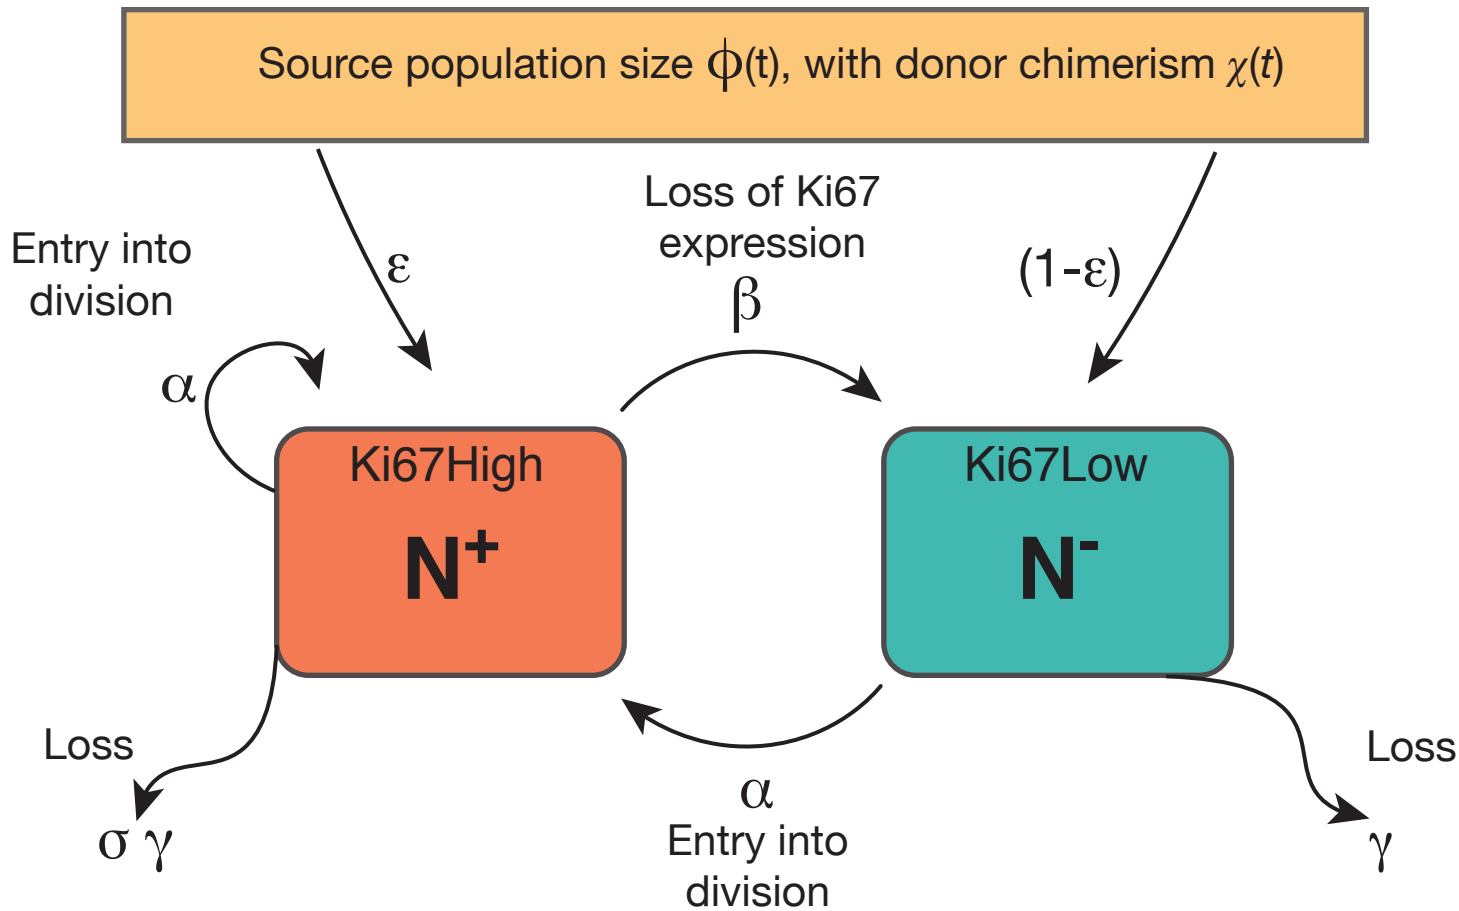 Source population size ϕ(t), with donor chimerism χ(t)
Loss of Ki67
expression
β
Entry into
division
ε
(1-ε)
α
Ki67High
N⁺
Ki67Low
N⁻
Loss
σ γ
α
Entry into
division
Loss
γ